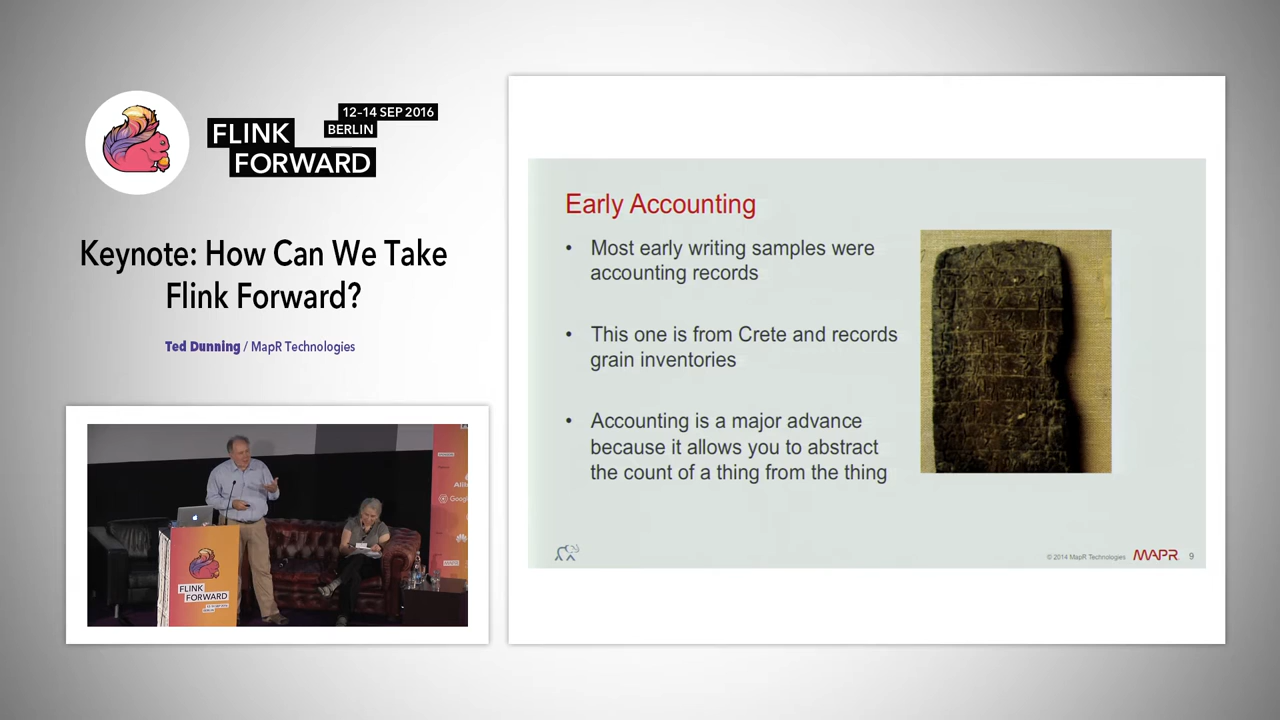 12–14 SEP 2016
BERLIN
FLINK
FORWARD
Keynote: How Can We Take
Flink Forward?
Ted Dunning / MapR Technologies
FLINK
FORWARD
Google
Early Accounting
• Most early writing samples were
accounting records
• This one is from Crete and records
grain inventories
• Accounting is a major advance
because it allows you to abstract
the count of a thing from the thing
© 2014 MapR Technologies
MAPR
9